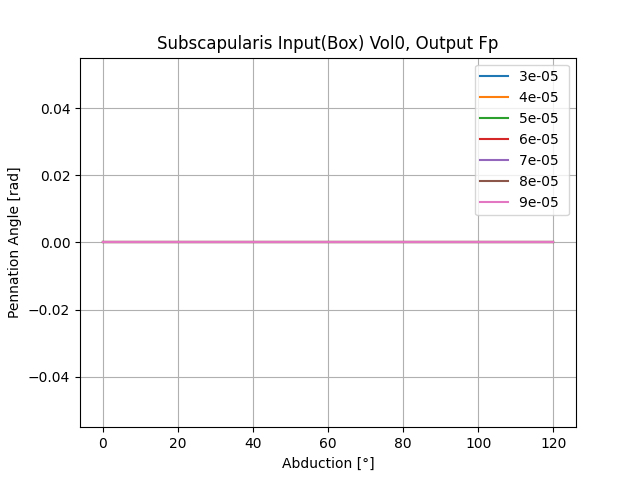 Subscapularis Input(Box) Vol0, Output Fp
3e-05
4e-05
5e-05
6e-05
7e-05
8e-05
9e-05
0.04
0.02
0.00
−0.02
−0.04
Pennation Angle [rad]
0 20 40 60 80 100 120
Abduction [°]